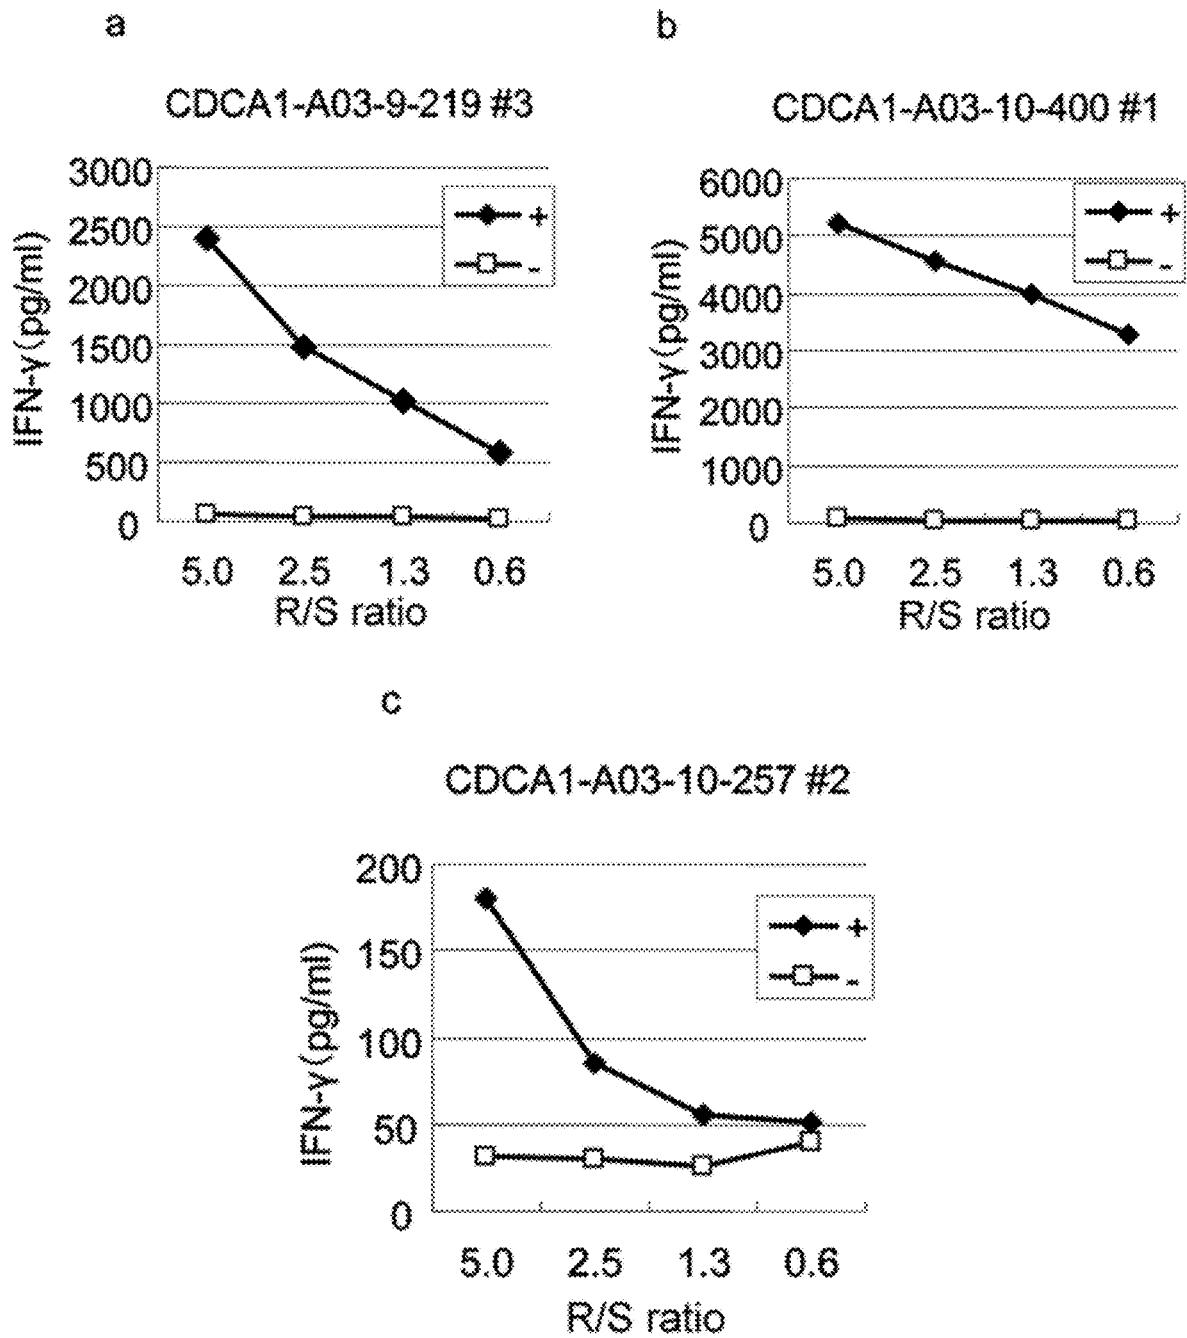 a
CDCA1-A03-9-219 #3
IFN-γ(pg/ml)
3000
2500
2000
1500
1000
500
0
+
-
5.0 2.5 1.3 0.6
R/S ratio
b
CDCA1-A03-10-400 #1
IFN-γ(pg/ml)
6000
5000
4000
3000
2000
1000
0
+
-
5.0 2.5 1.3 0.6
R/S ratio
c
CDCA1-A03-10-257 #2
IFN-γ(pg/ml)
200
150
100
50
0
+
-
5.0 2.5 1.3 0.6
R/S ratio